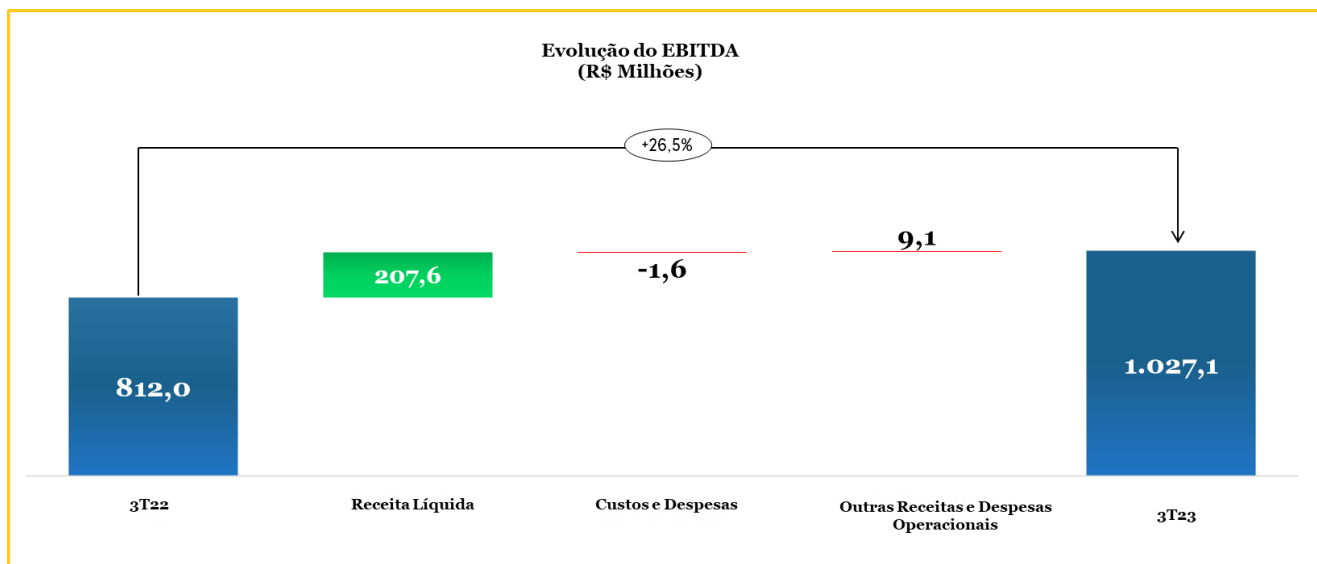 Evolução do EBITDA
(R$ Milhões)
+26,5%
812,0
207,6
-1,6
9,1
1.027,1
3T22
Receita Líquida
Custos e Despesas
Outras Receitas e Despesas
Operacionais
3T23